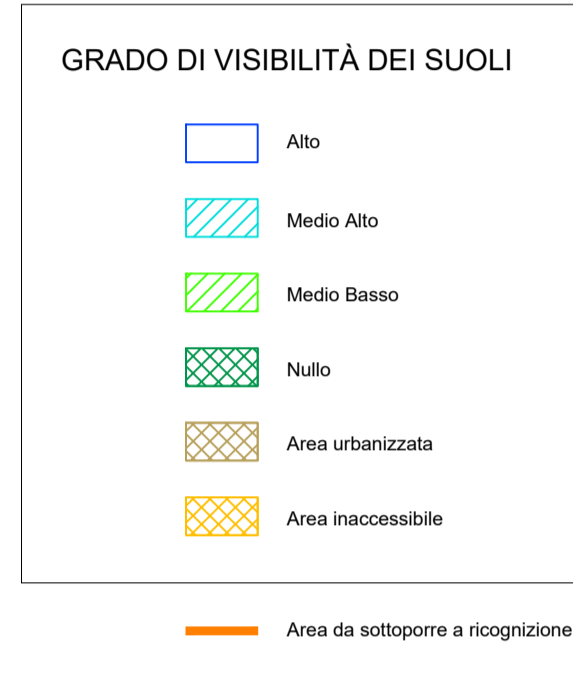 GRADO DI VISIBILITÀ DEI SUOLI
Alto
Medio Alto
Medio Basso
Nullo
Area urbanizzata
Area inaccessibile
Area da sottoporre a ricognizione